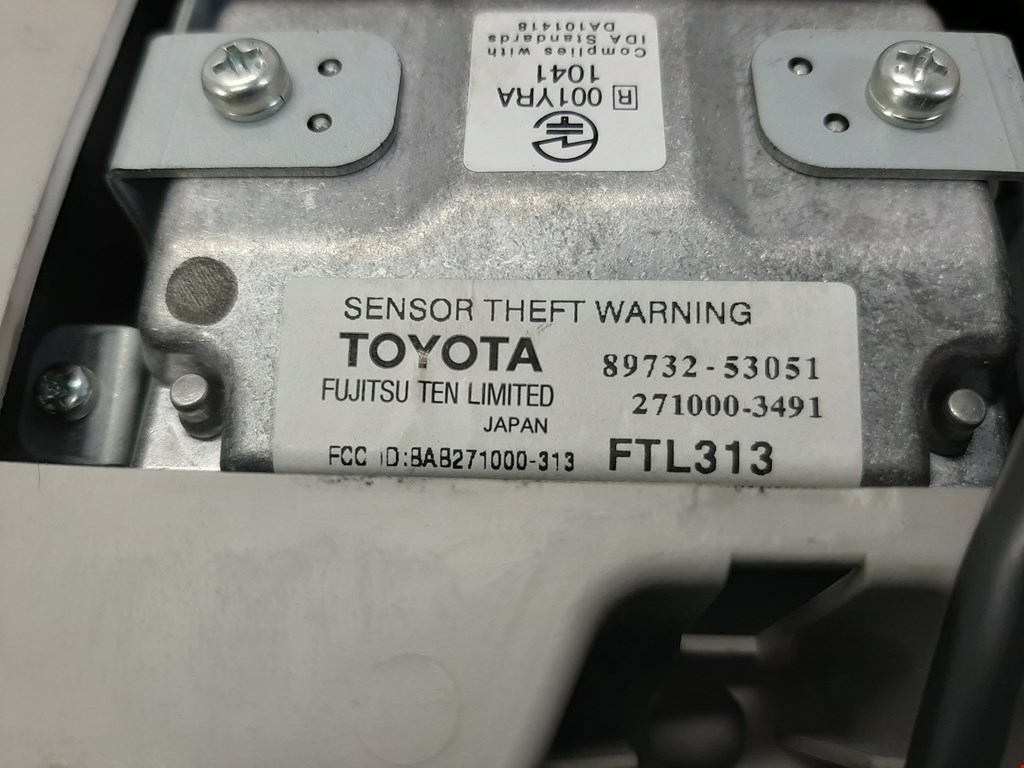 R 001YRA
1041
Complies with
IDA Standards
DA101418
SENSOR THEFT WARNING
TOYOTA 89732-53051
FUJITSU TEN LIMITED 271000-3491
JAPAN
FCC ID:BAB271000-313 FTL313